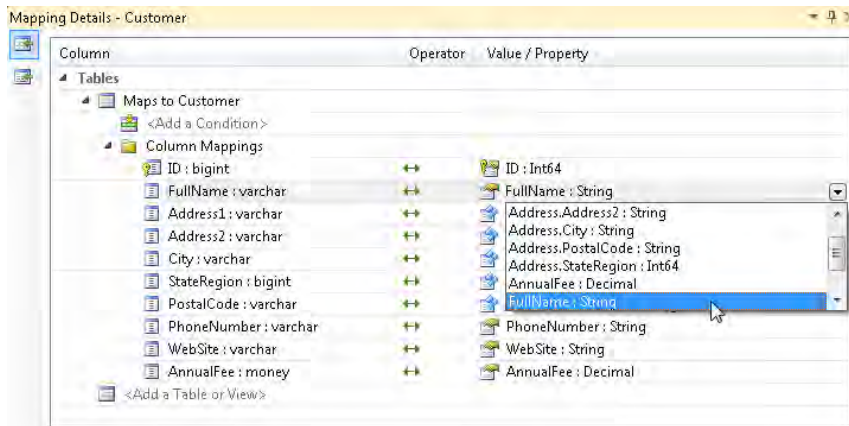 Mapping Details - Customer
Column Operator Value / Property
Tables
Maps to Customer
<Add a Condition>
Column Mappings
ID : bigint ID : Int64
FullName : varchar FullName : String
Address1 : varchar Address.Address2 : String
Address2 : varchar Address.City : String
City : varchar Address.PostalCode : String
Address.StateRegion : Int64
StateRegion : bigint AnnualFee : Decimal
PostalCode : varchar FullName : String
PhoneNumber : varchar PhoneNumber : String
WebSite : varchar WebSite : String
AnnualFee : money AnnualFee : Decimal
<Add a Table or View>